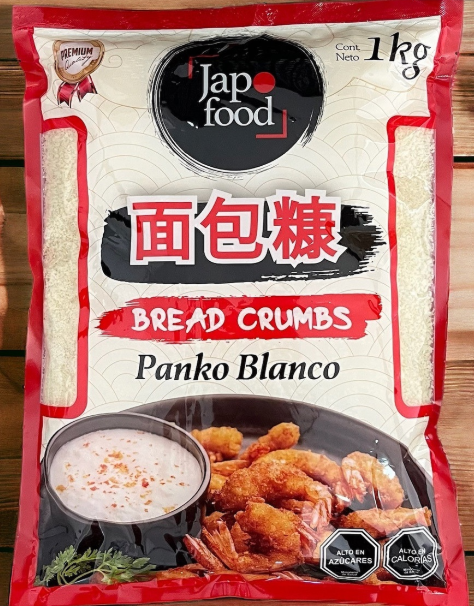 PREMIUM
Quality
Jap
food
Cont.
Neto
1kg
面包糠
BREAD CRUMBS
Panko Blanco
ALTO EN
AZÚCARES
ALTO EN
CALORÍAS